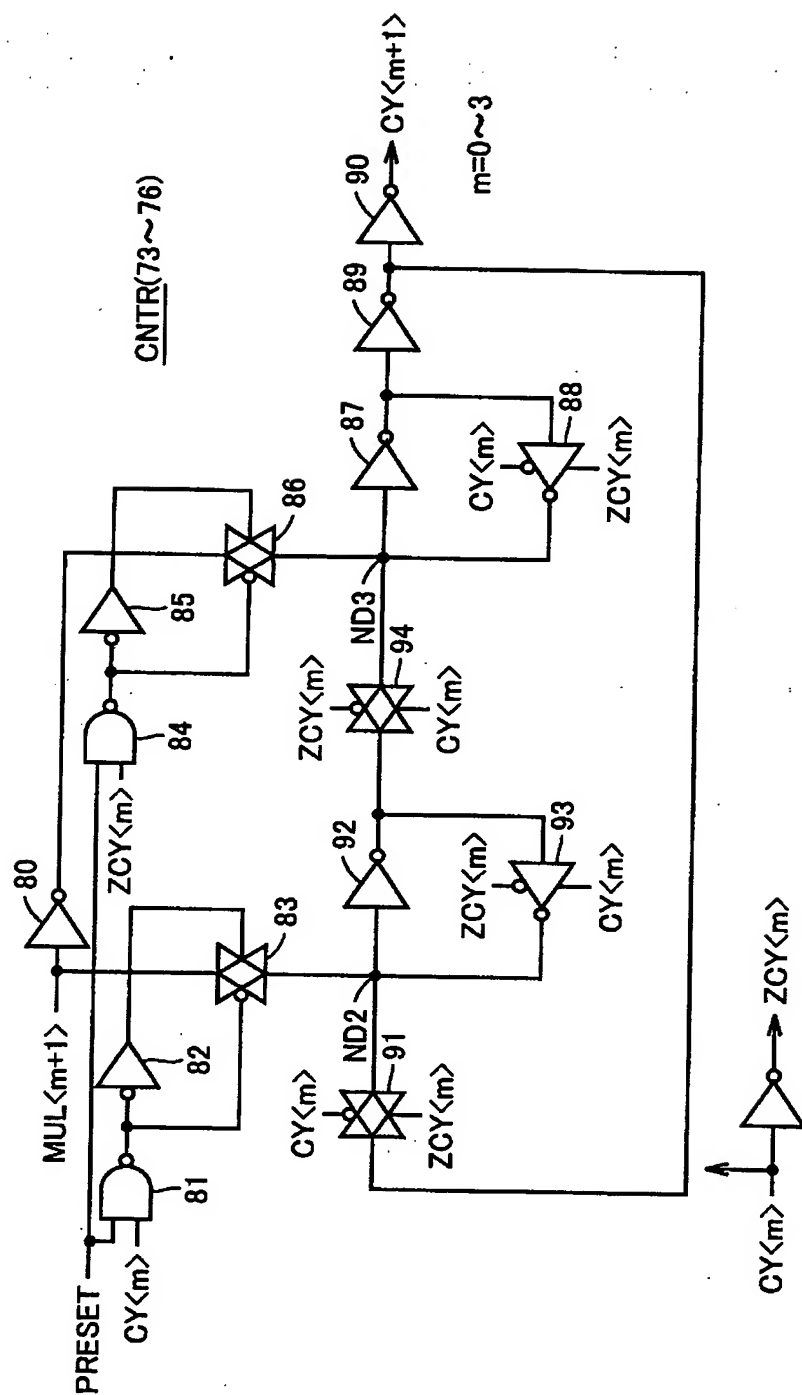 CNTR(73~76)
PRESET
CY<m>
MUL<m+1>
80
81
82
83
ZCY<m>
84
85
86
CY<m>
ZCY<m>
91
ND2
92
ZCY<m>
CY<m>
93
ZCY<m>
CY<m>
94
ND3
87
CY<m>
ZCY<m>
88
89
90
CY<m+1>
m=0~3
CY<m>
ZCY<m>